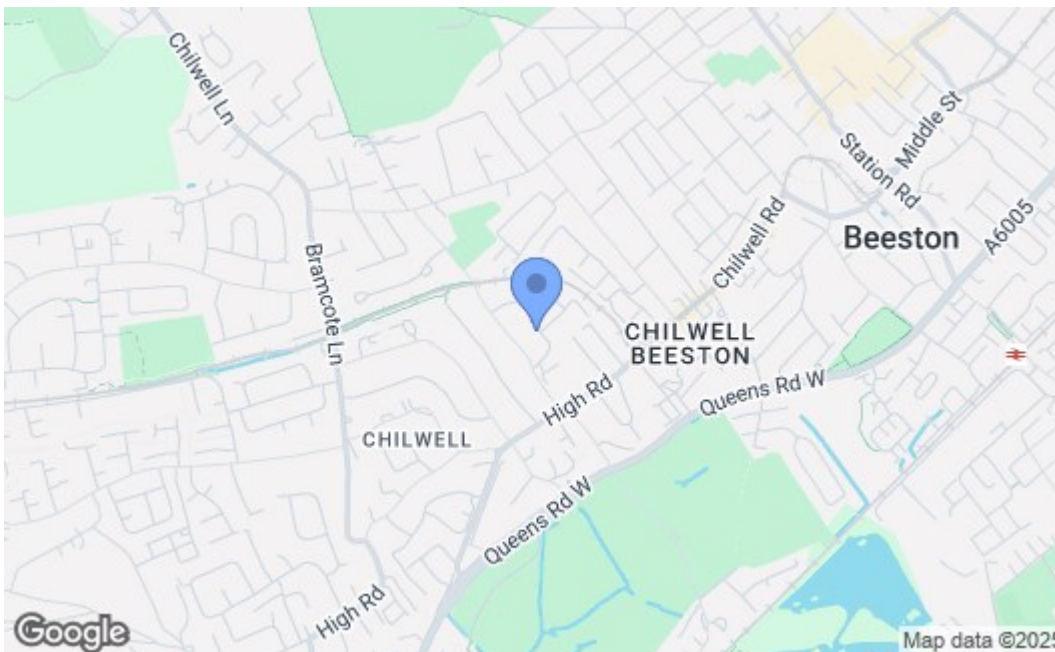 Chilwell Ln
Middle St
Station Rd
A6005
Beeston
Chilwell Rd
Bramcote Ln
CHILWELL
BEESTON
Queens Rd W
High Rd
CHILWELL
Queens Rd W
High Rd
Google
Map data ©2025